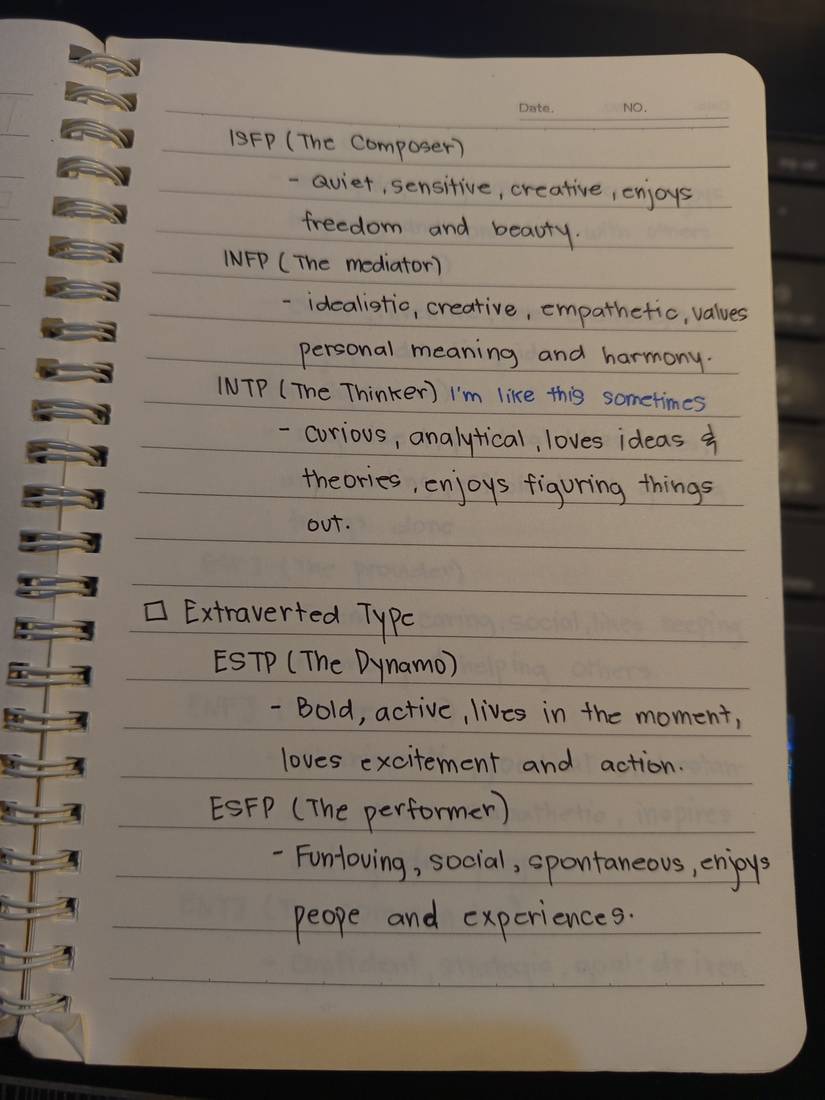 Date. NO.
ISFP (The Composer)
- Quiet, sensitive, creative, enjoys
freedom and beauty.
INFP (The mediator)
- idealistic, creative, empathetic, values
personal meaning and harmony.
INTP (The Thinker) I'm like this sometimes
- curious, analytical, loves ideas &
theories, enjoys figuring things
out.
□ Extraverted Type
ESTP (The Dynamo)
- Bold, active, lives in the moment,
loves excitement and action.
ESFP (The performer)
- Fun-loving, social, spontaneous, enjoys
peope and experiences.